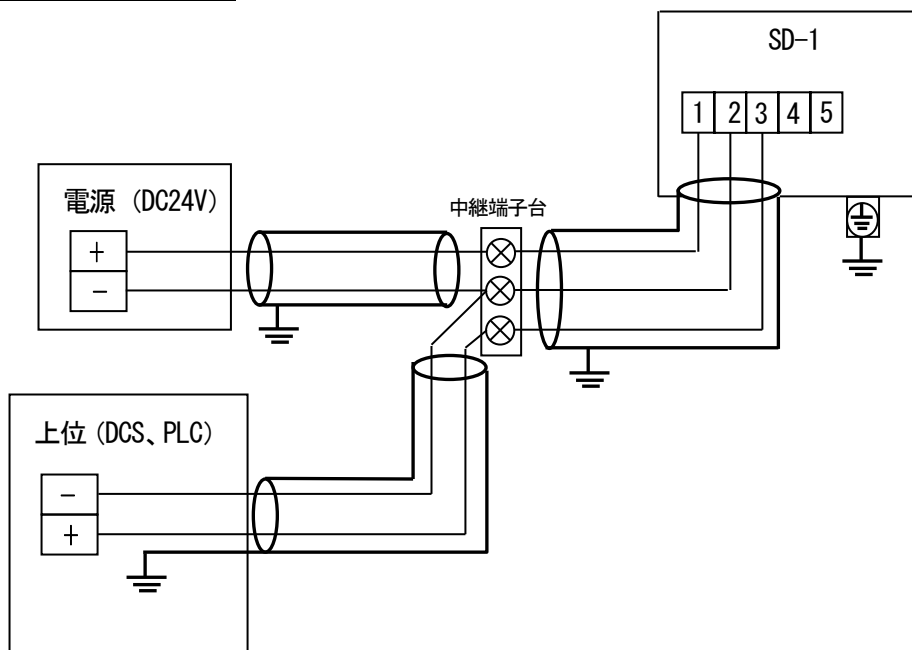 SD-1
1 2 3 4 5
電源 (DC24V)
+
-
中継端子台
上位 (DCS、PLC)
-
+